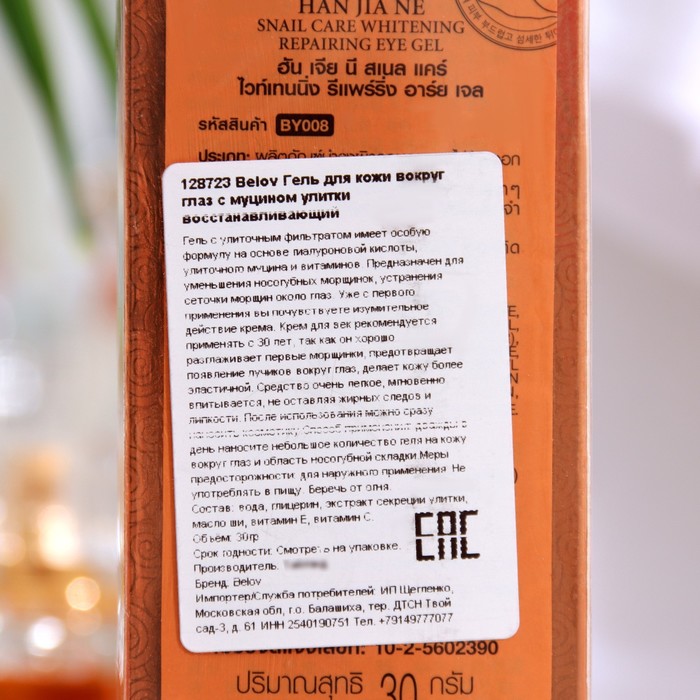 HAN JIA NE
SNAIL CARE WHITENING
REPAIRING EYE GEL
ฮัน เจีย นี สเนล แคร์
ไวท์เทนนิ่ง รีแพร์ริ่ง อาร์ย เจล
รหัสสินค้า BY008
128723 Belov Гель для кожи вокруг
глаз с муцином улитки
восстанавливающий
Гель с улиточным фильтратом имеет особую
формулу на основе гиалуроновой кислоты,
улиточного муцина и витаминов. Предназначен для
уменьшения носогубных морщинок, устранения
сеточки морщин около глаз. Уже с первого
применения вы почувствуете изумительное
действие крема. Крем для век рекомендуется
применять с 30 лет, так как он хорошо
разглаживает первые морщинки, предотвращает
появление лучиков вокруг глаз, делает кожу более
эластичной. Средство очень легкое, мгновенно
впитывается, не оставляя жирных следов и
липкости. После использования можно сразу
наносить косметику. Способ применения: дважды в
день наносите небольшое количество геля на кожу
вокруг глаз и область носогубной складки.Меры
предосторожности: для наружного применения. Не
употреблять в пищу. Беречь от огня.
Состав: вода, глицерин, экстракт секреции улитки,
масло ши, витамин Е, витамин С.
Объем: 30гр
Срок годности: Смотреть на упаковке.
Производитель:
Бренд: Belov
Импортер/Служба потребителей: ИП Щегленко,
Московская обл, г.о. Балашиха, тер. ДТСН Твой
сад-3, д. 61 ИНН 2540190751 Тел. +79149777077
EAC
10-2-5602390
ปริมาณสุทธิ 30 กรัม